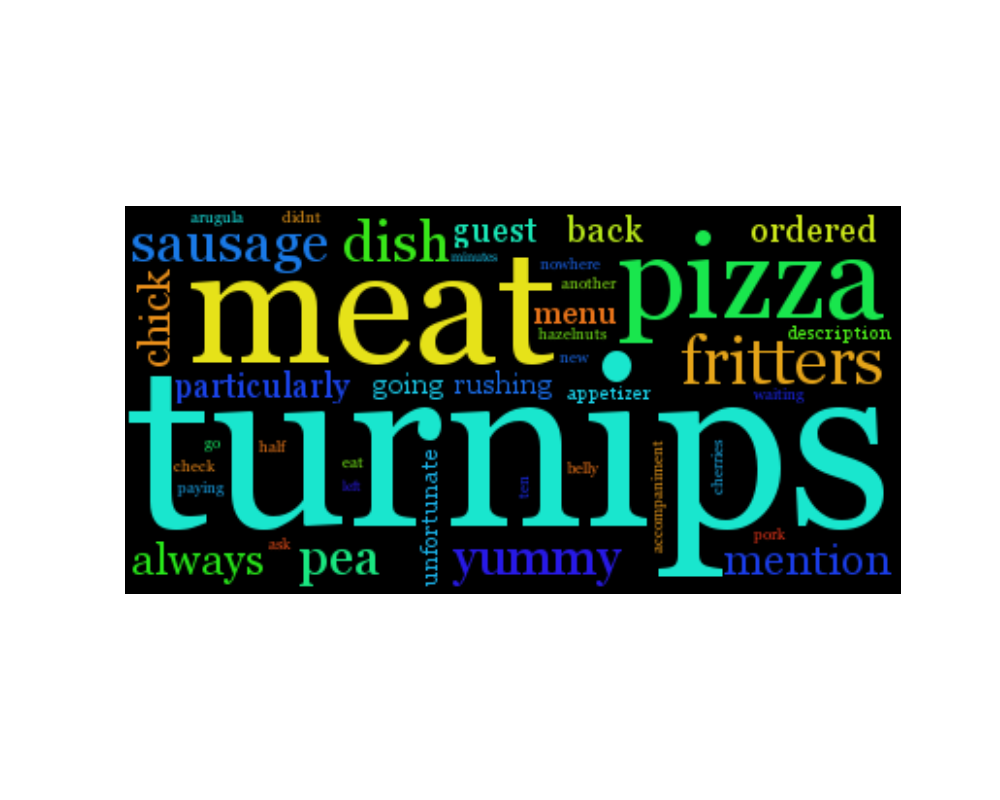 arugula didnt
sausage dish guest back ordered
minutes
chick meat nowhere pizza
another
menu
hazelnuts description
new fritters
particularly going rushing appetizer waiting
turnips
go half
check eat belly
paying left ten
unfortunate accompaniment cherries
always ask pea yummy pork mention